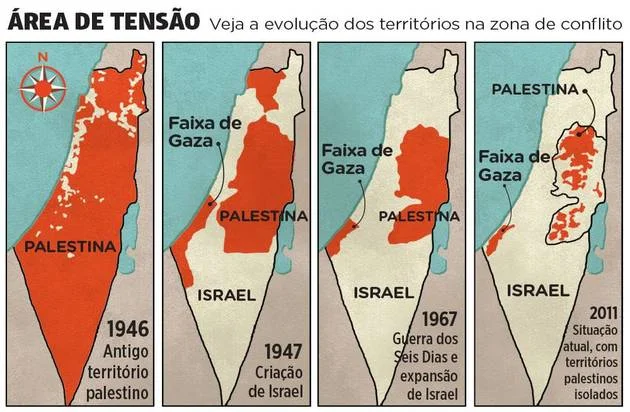 ÁREA DE TENSÃO Veja a evolução dos territórios na zona de conflito
N
PALESTINA
1946
Antigo
território
palestino
Faixa de
Gaza
PALESTINA
ISRAEL
1947
Criação
de Israel
Faixa de
Gaza
PALESTINA
ISRAEL
1967
Guerra dos
Seis Dias e
expansão
de Israel
PALESTINA
Faixa de
Gaza
ISRAEL
2011
Situação
atual, com
territórios
palestinos
isolados